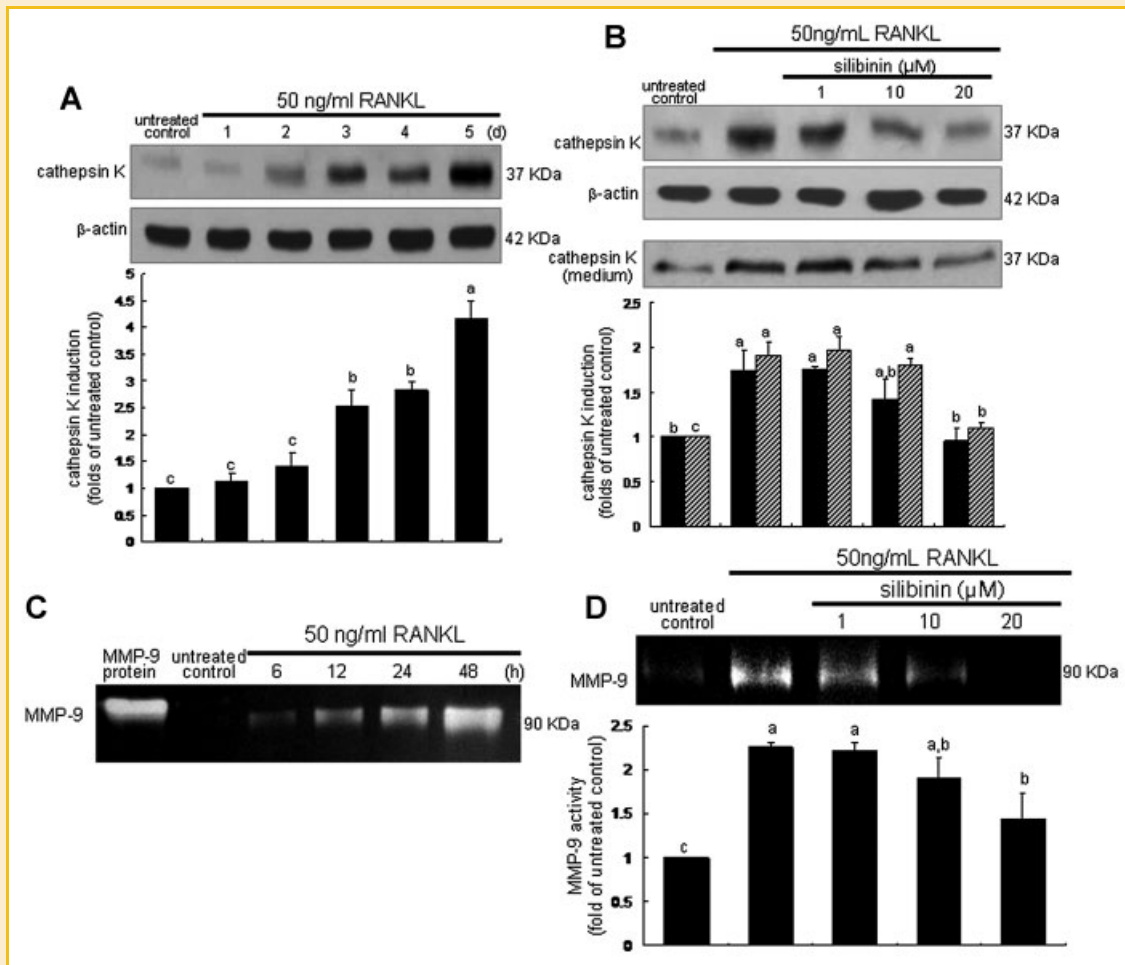 A
50 ng/ml RANKL
untreated
control
1 2 3 4 5 (d)
cathepsin K
37 KDa
β-actin
42 KDa
cathepsin K induction
(folds of untreated control)
5
4.5
4
3.5
3
2.5
2
1.5
1
0.5
0
c
c
c
b
b
a
B
50ng/mL RANKL
silibinin (µM)
untreated
control
1 10 20
cathepsin K
37 KDa
β-actin
42 KDa
cathepsin K
(medium)
37 KDa
cathepsin K induction
(folds of untreated control)
2.5
2
1.5
1
0.5
0
b c
a a
a a
a,b a
b b
C
50 ng/ml RANKL
MMP-9
protein
untreated
control
6 12 24 48 (h)
MMP-9
90 KDa
D
50ng/mL RANKL
silibinin (µM)
untreated
control
1 10 20
MMP-9
90 KDa
MMP-9 activity
(fold of untreated control)
2.5
2
1.5
1
0.5
0
c
a
a
a,b
b